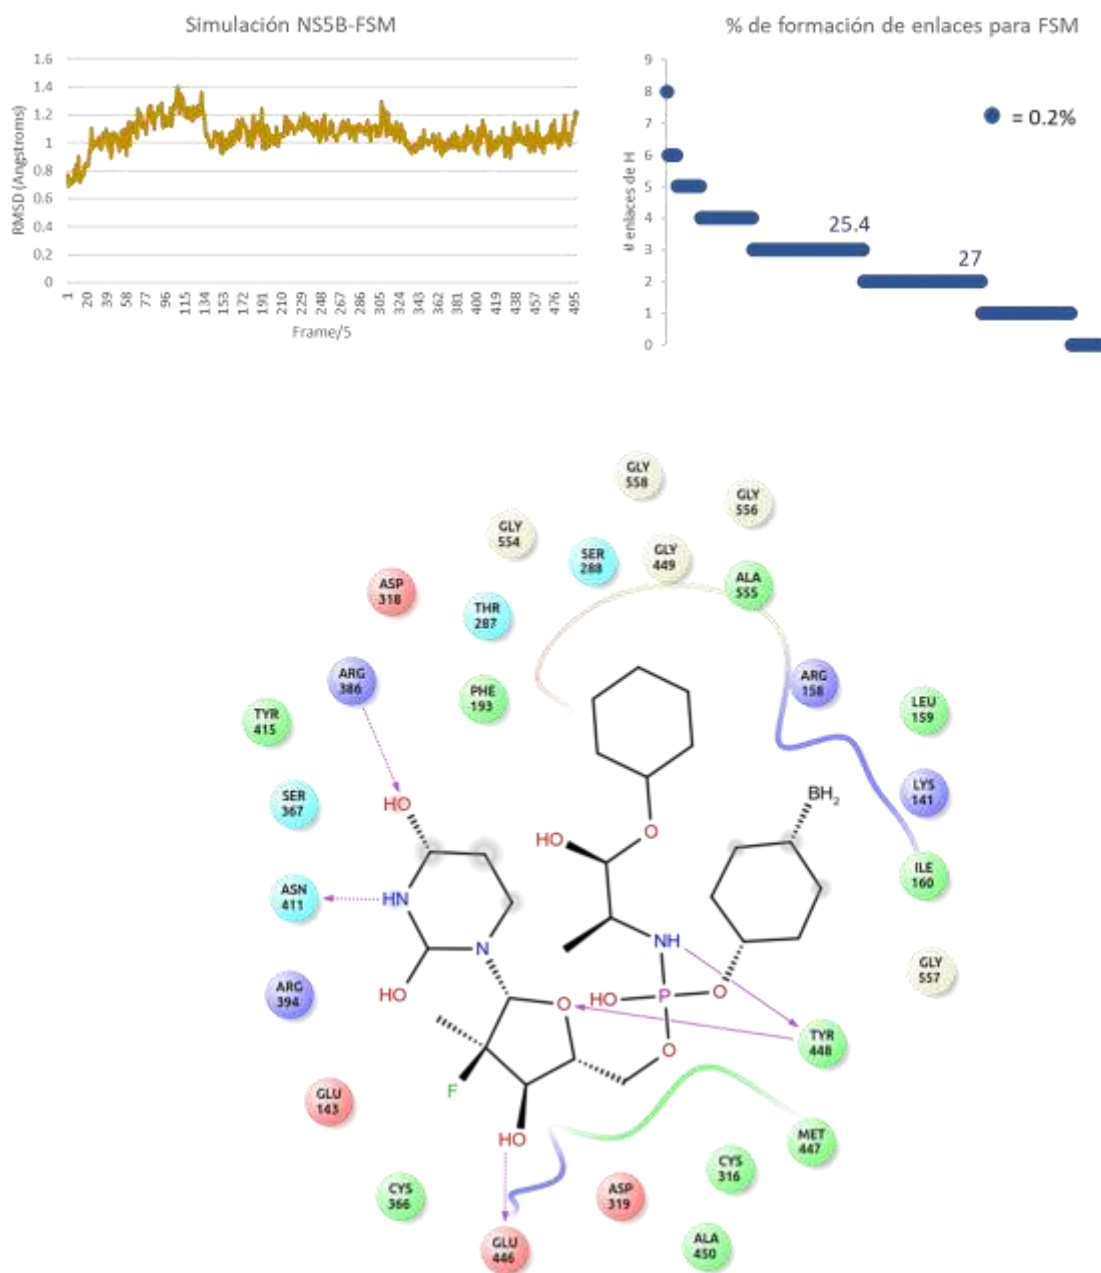 Simulación NS5B-FSM
RMSD (Angstroms)
1.6
1.4
1.2
1
0.8
0.6
0.4
0.2
0
1 20 39 58 77 96 115 134 153 172 191 210 229 248 267 286 305 324 343 362 381 400 419 438 457 476 495
Frame/5
% de formación de enlaces para FSM
# enlaces de H
9
8
7
6
5
4
3
2
1
0
= 0.2%
25.4
27
GLY
558
GLY
556
GLY
554
SER
288
GLY
449
ALA
555
ASP
318
THR
287
ARG
386
PHE
193
ARG
158
TYR
415
LEU
159
SER
367
LYS
141
HO
BH2
HO
O
ILE
160
ASN
411
HN
N
NH
GLY
557
ARG
394
HO
O
HO
P
O
TYR
448
O
F
GLU
143
HO
MET
447
CYS
316
CYS
366
ASP
319
GLU
446
ALA
450